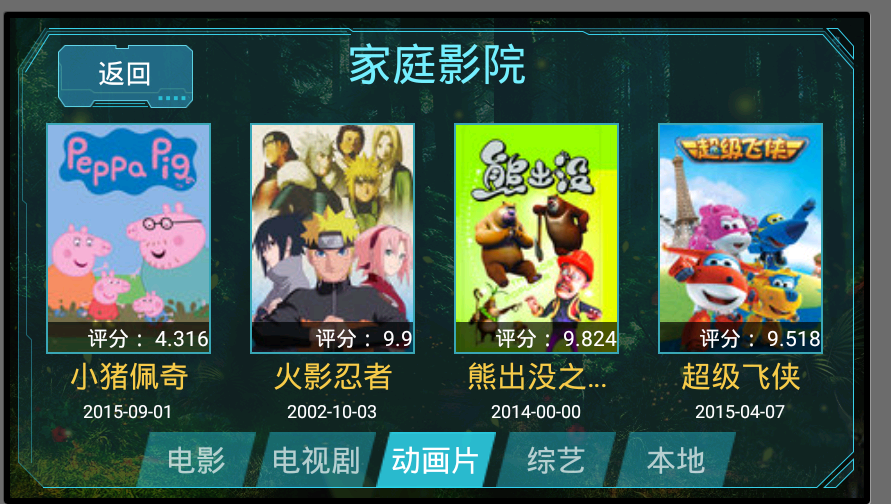 家庭影院
返回
Peppa Pig
熊出没
超级飞侠
评分： 4.316
评分： 9.9
评分： 9.824
评分： 9.518
小猪佩奇
火影忍者
熊出没之...
超级飞侠
2015-09-01
2002-10-03
2014-00-00
2015-04-07
电影
电视剧
动画片
综艺
本地